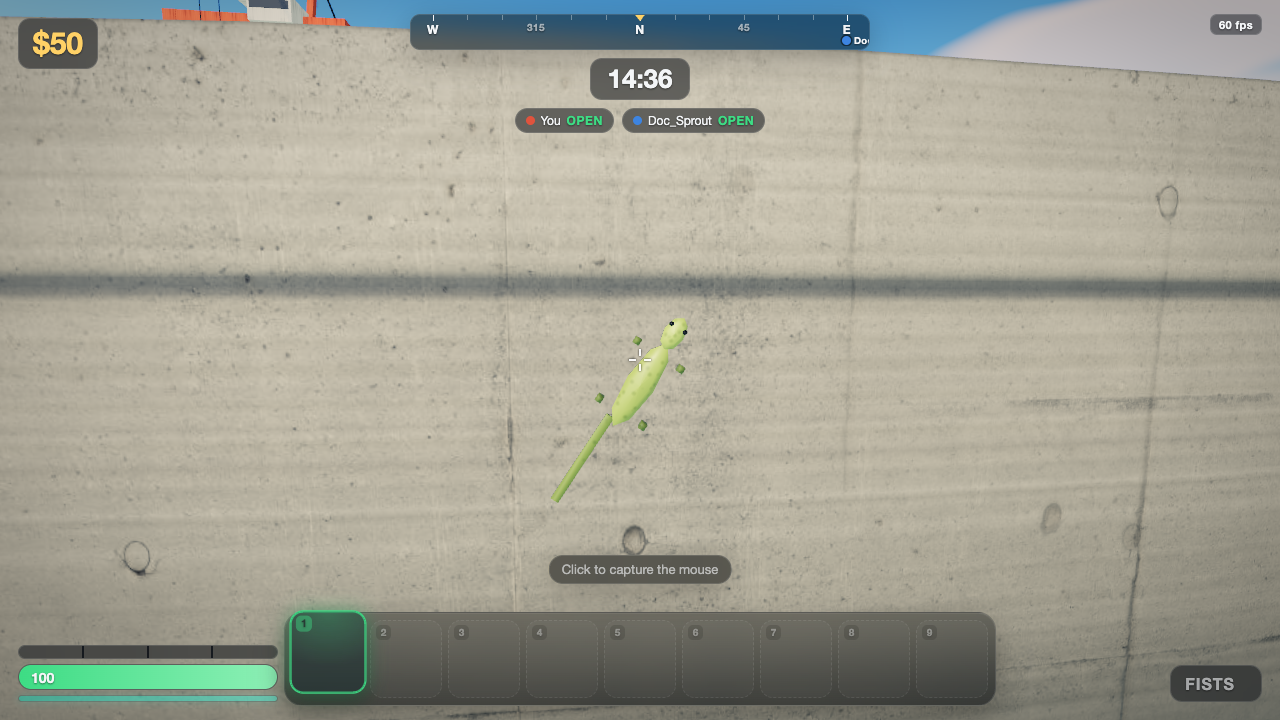 $50
W 315 N 45 E
60 fps
14:36
You OPEN Doc_Sprout OPEN
Click to capture the mouse
1 2 3 4 5 6 7 8 9
100
FISTS